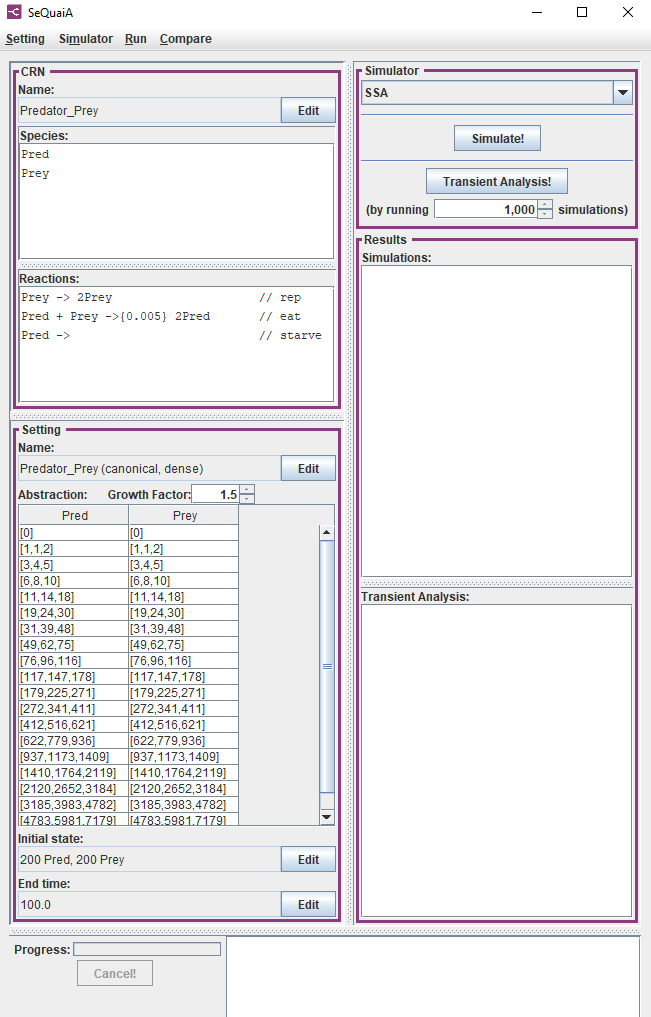 SeQuaiA
Setting Simulator Run Compare
CRN
Name:
Predator_Prey Edit
Species:
Pred
Prey
Reactions:
Prey -> 2Prey // rep
Pred + Prey ->{0.005} 2Pred // eat
Pred -> // starve
Setting
Name:
Predator_Prey (canonical, dense) Edit
Abstraction: Growth Factor: 1.5
Pred Prey
[0] [0]
[1,1,2] [1,1,2]
[3,4,5] [3,4,5]
[6,8,10] [6,8,10]
[11,14,18] [11,14,18]
[19,24,30] [19,24,30]
[31,39,48] [31,39,48]
[49,62,75] [49,62,75]
[76,96,116] [76,96,116]
[117,147,178] [117,147,178]
[179,225,271] [179,225,271]
[272,341,411] [272,341,411]
[412,516,621] [412,516,621]
[622,779,936] [622,779,936]
[937,1173,1409] [937,1173,1409]
[1410,1764,2119] [1410,1764,2119]
[2120,2652,3184] [2120,2652,3184]
[3185,3983,4782] [3185,3983,4782]
[4783,5981,7179] [4783,5981,7179]
Initial state:
200 Pred, 200 Prey Edit
End time:
100.0 Edit
Simulator
SSA
Simulate!
Transient Analysis!
(by running 1,000 simulations)
Results
Simulations:
Transient Analysis:
Progress:
Cancel!